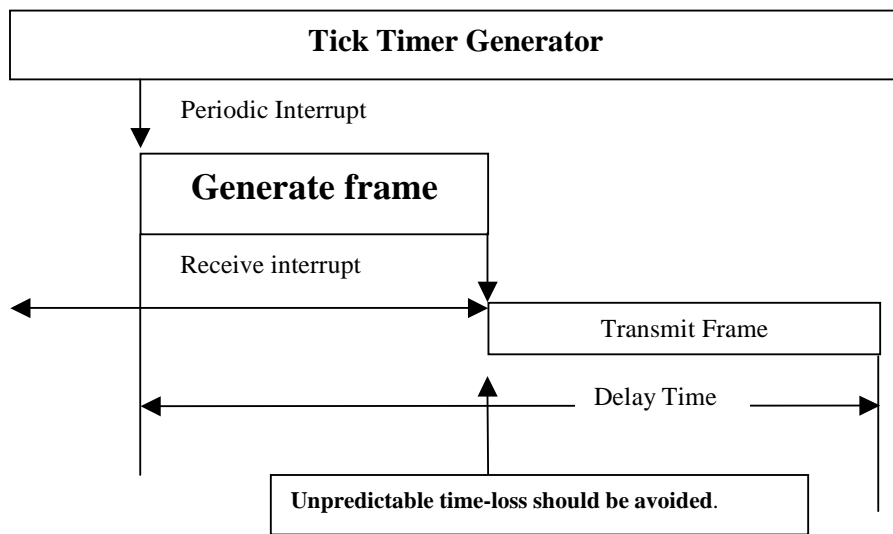 Tick Timer Generator
Periodic Interrupt
Generate frame
Receive interrupt
Transmit Frame
Delay Time
Unpredictable time-loss should be avoided.